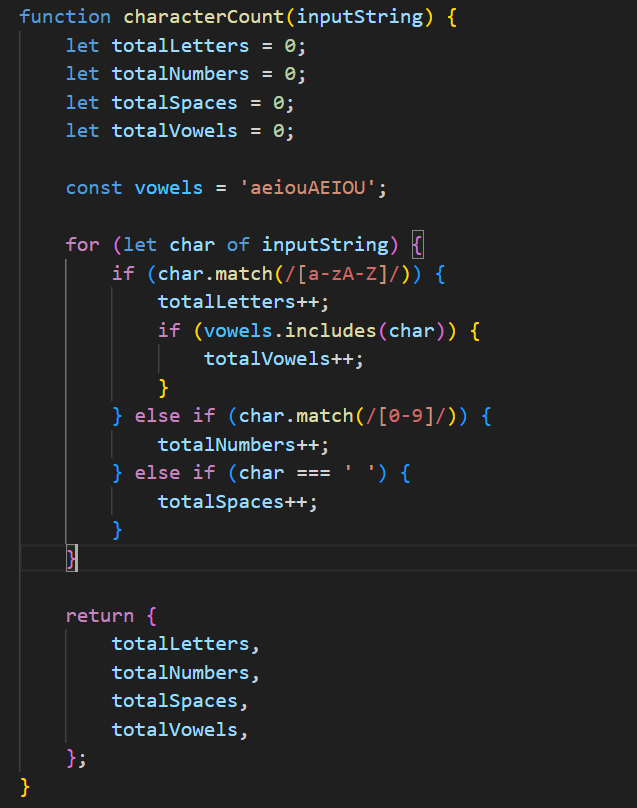 function characterCount(inputString) {
    let totalLetters = 0;
    let totalNumbers = 0;
    let totalSpaces = 0;
    let totalVowels = 0;

    const vowels = 'aeiouAEIOU';

    for (let char of inputString) {
        if (char.match(/[a-zA-Z]/)) {
            totalLetters++;
            if (vowels.includes(char)) {
                totalVowels++;
            }
        } else if (char.match(/[0-9]/)) {
            totalNumbers++;
        } else if (char === ' ') {
            totalSpaces++;
        }
    }

    return {
        totalLetters,
        totalNumbers,
        totalSpaces,
        totalVowels,
    };
}